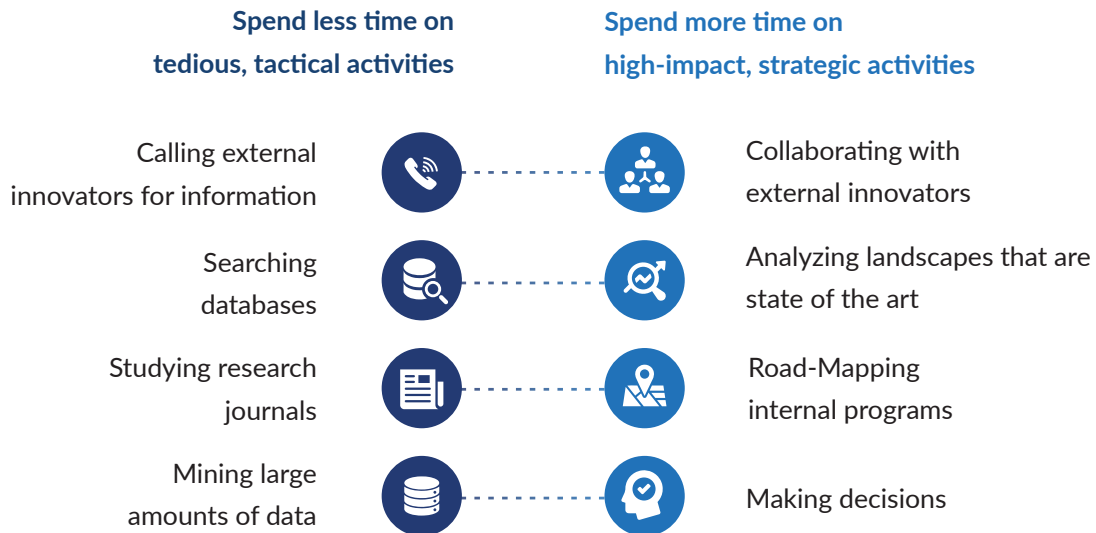 Spend less time on
tedious, tactical activities
Spend more time on
high-impact, strategic activities
Calling external
innovators for information
Collaborating with
external innovators
Searching
databases
Analyzing landscapes that are
state of the art
Studying research
journals
Road-Mapping
internal programs
Mining large
amounts of data
Making decisions